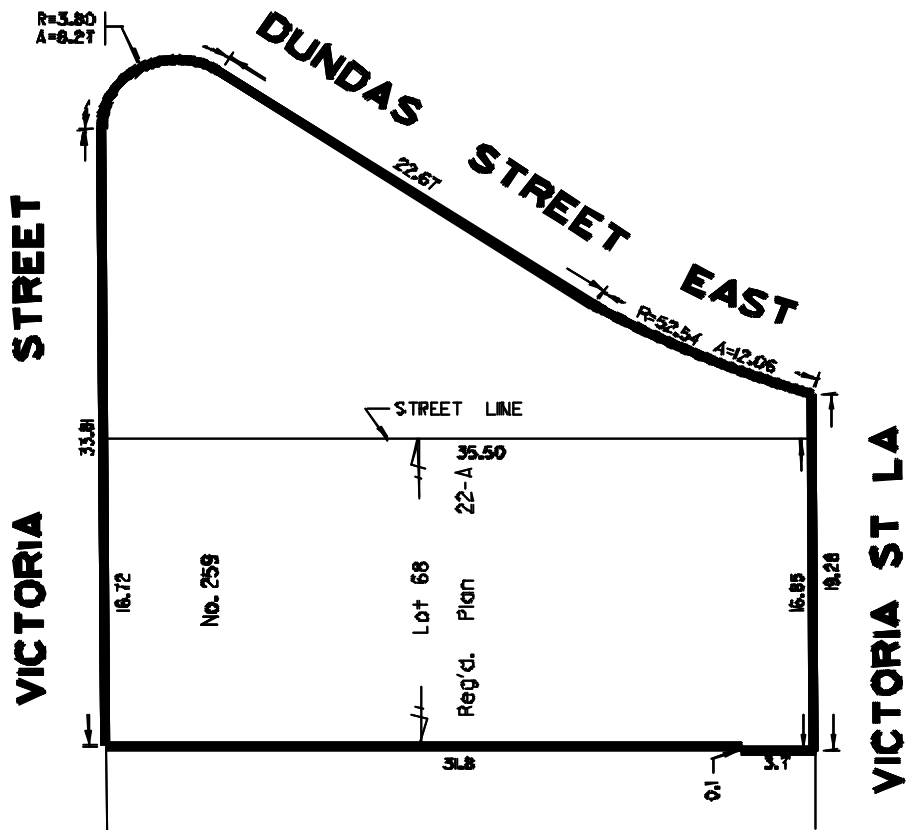 R=3.80
A=8.27
DUNDAS STREET EAST
22.67
R=52.54 A=12.06
STREET LINE
35.50
VICTORIA STREET
33.81
16.72
No. 259
Lot 68
Reg'd. Plan 22-A
16.85
19.28
VICTORIA ST LA
31.8
3.7
0.1